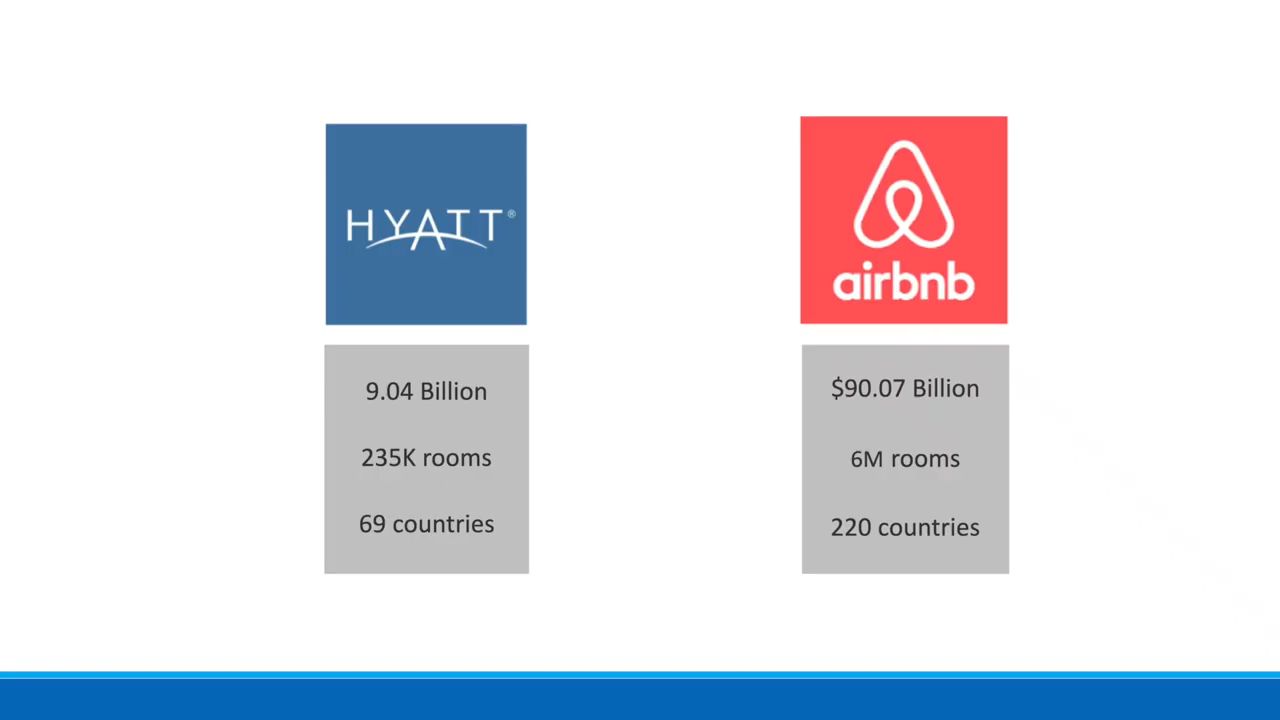 HYATT®
9.04 Billion
235K rooms
69 countries
airbnb
$90.07 Billion
6M rooms
220 countries